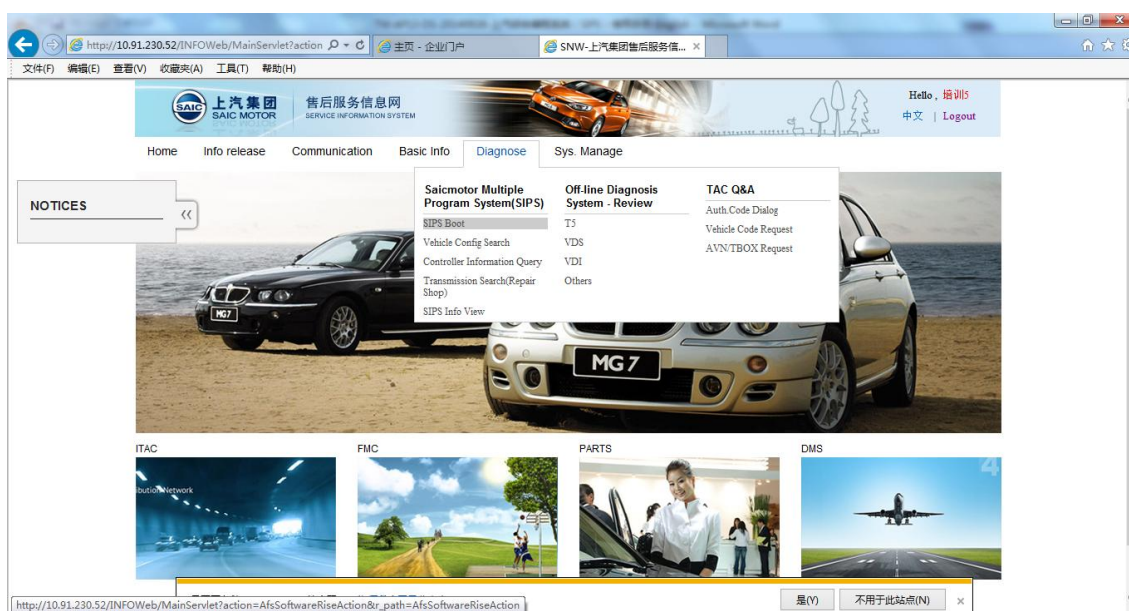 http://10.91.230.52/INFOWeb/MainServlet?action
主页 - 企业门户
SNW-上汽集团售后服务信... ×
文件(F) 编辑(E) 查看(V) 收藏夹(A) 工具(T) 帮助(H)
SAIC 上汽集团 售后服务信息网
SAIC MOTOR SERVICE INFORMATION SYSTEM
Hello , 培训5
中文 | Logout
Home Info release Communication Basic Info Diagnose Sys. Manage
NOTICES
Saicmotor Multiple
Program System(SIPS)
SIPS Boot
Vehicle Config Search
Controller Information Query
Transmission Search(Repair
Shop)
SIPS Info View
Off-line Diagnosis
System - Review
T5
VDS
VDI
Others
TAC Q&A
Auth.Code Dialog
Vehicle Code Request
AVN/TBOX Request
MG7
MG7
ITAC FMC PARTS DMS
bution Network
4
是(Y) 不用于此站点(N) ×
http://10.91.230.52/INFOWeb/MainServlet?action=AfsSoftwareRiseAction&r_path=AfsSoftwareRiseAction